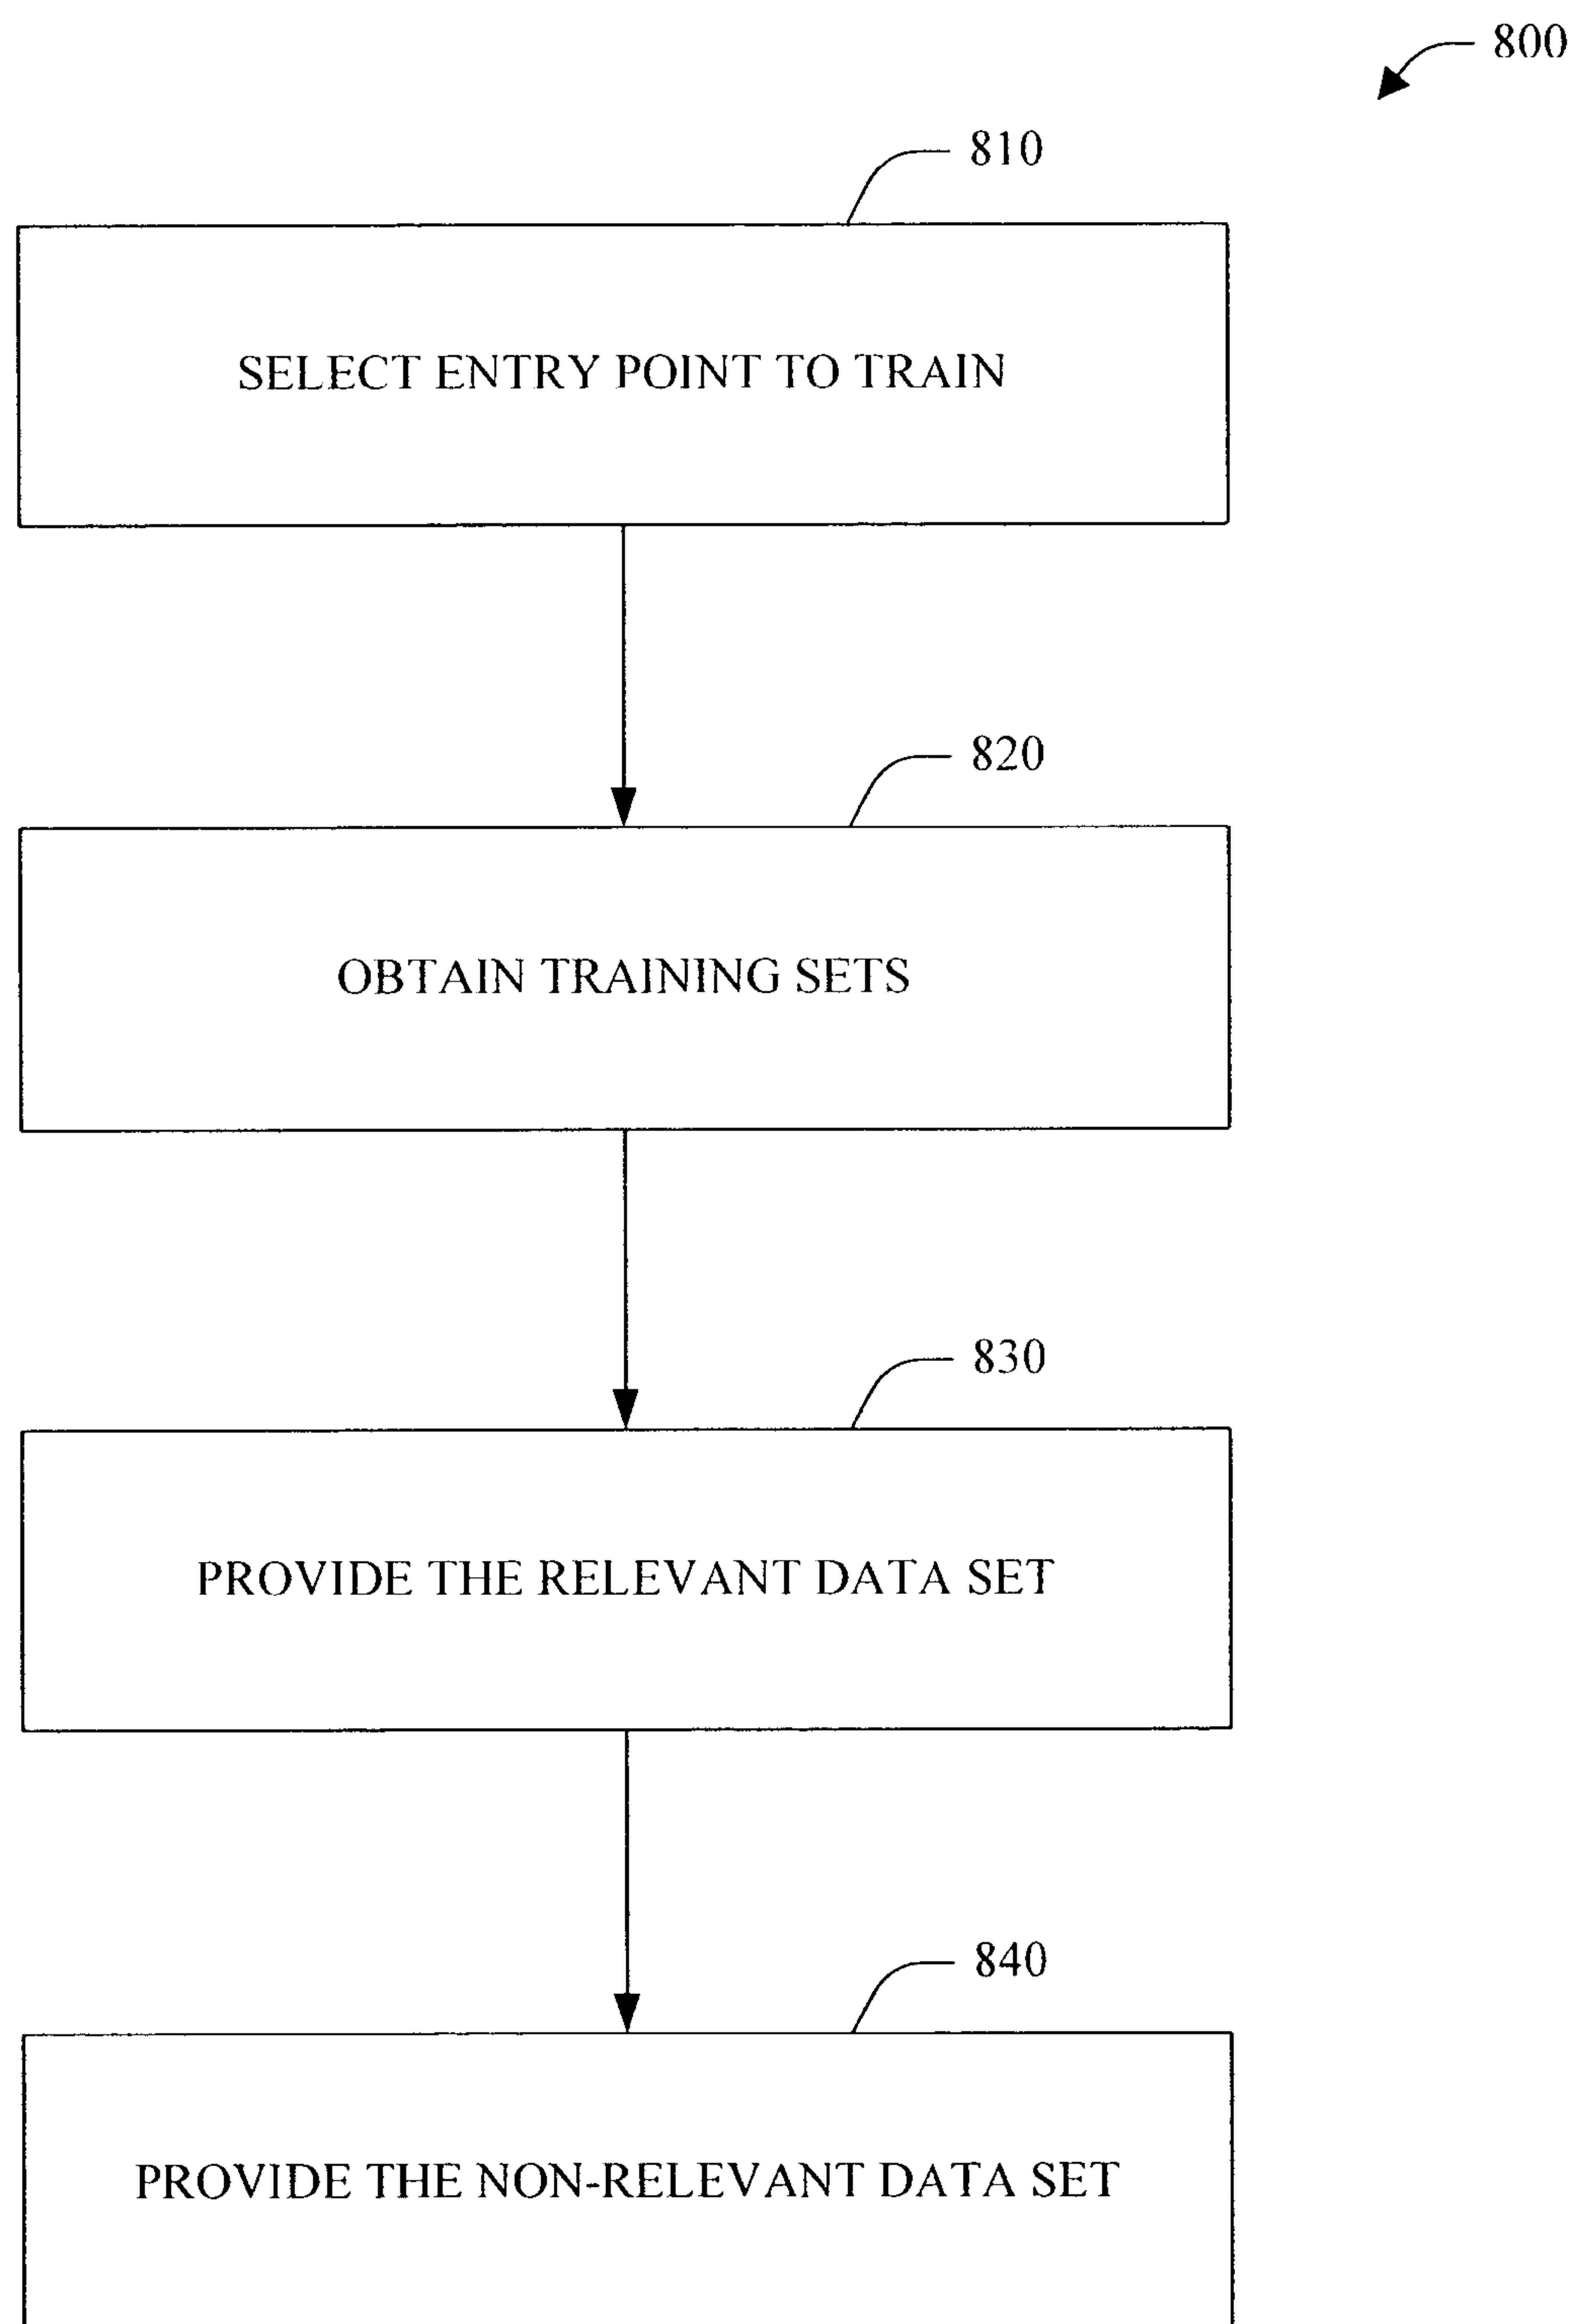 800
810
SELECT ENTRY POINT TO TRAIN
820
OBTAIN TRAINING SETS
830
PROVIDE THE RELEVANT DATA SET
840
PROVIDE THE NON-RELEVANT DATA SET